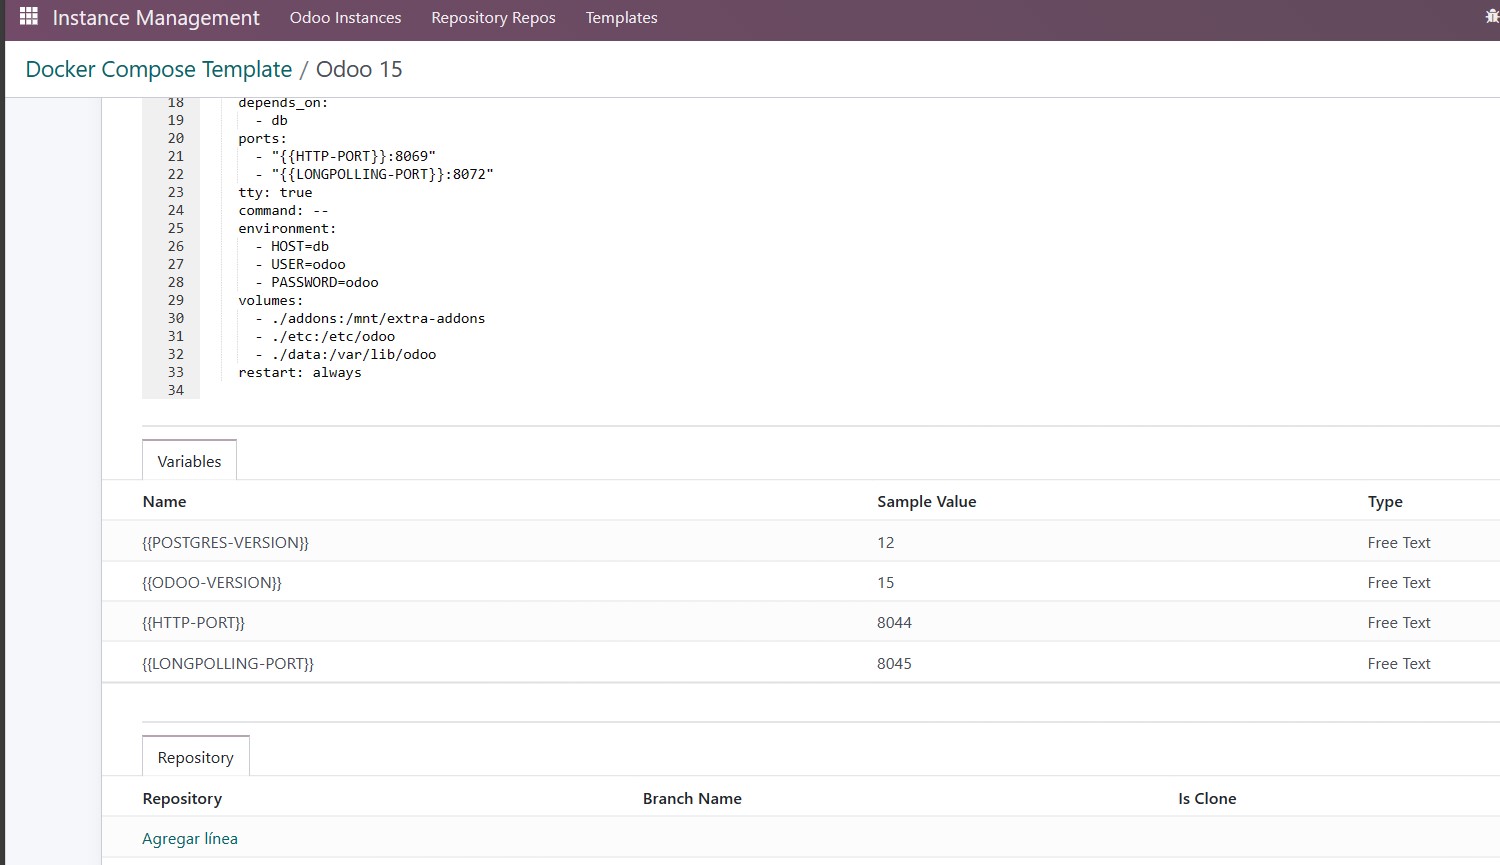 Instance Management Odoo Instances Repository Repos Templates
Docker Compose Template / Odoo 15
18 depends_on:
19 - db
20 ports:
21 - "{{HTTP-PORT}}:8069"
22 - "{{LONGPOLLING-PORT}}:8072"
23 tty: true
24 command: --
25 environment:
26 - HOST=db
27 - USER=odoo
28 - PASSWORD=odoo
29 volumes:
30 - ./addons:/mnt/extra-addons
31 - ./etc:/etc/odoo
32 - ./data:/var/lib/odoo
33 restart: always
34
Variables
Name Sample Value Type
{{POSTGRES-VERSION}} 12 Free Text
{{ODOO-VERSION}} 15 Free Text
{{HTTP-PORT}} 8044 Free Text
{{LONGPOLLING-PORT}} 8045 Free Text
Repository
Repository Branch Name Is Clone
Agregar línea